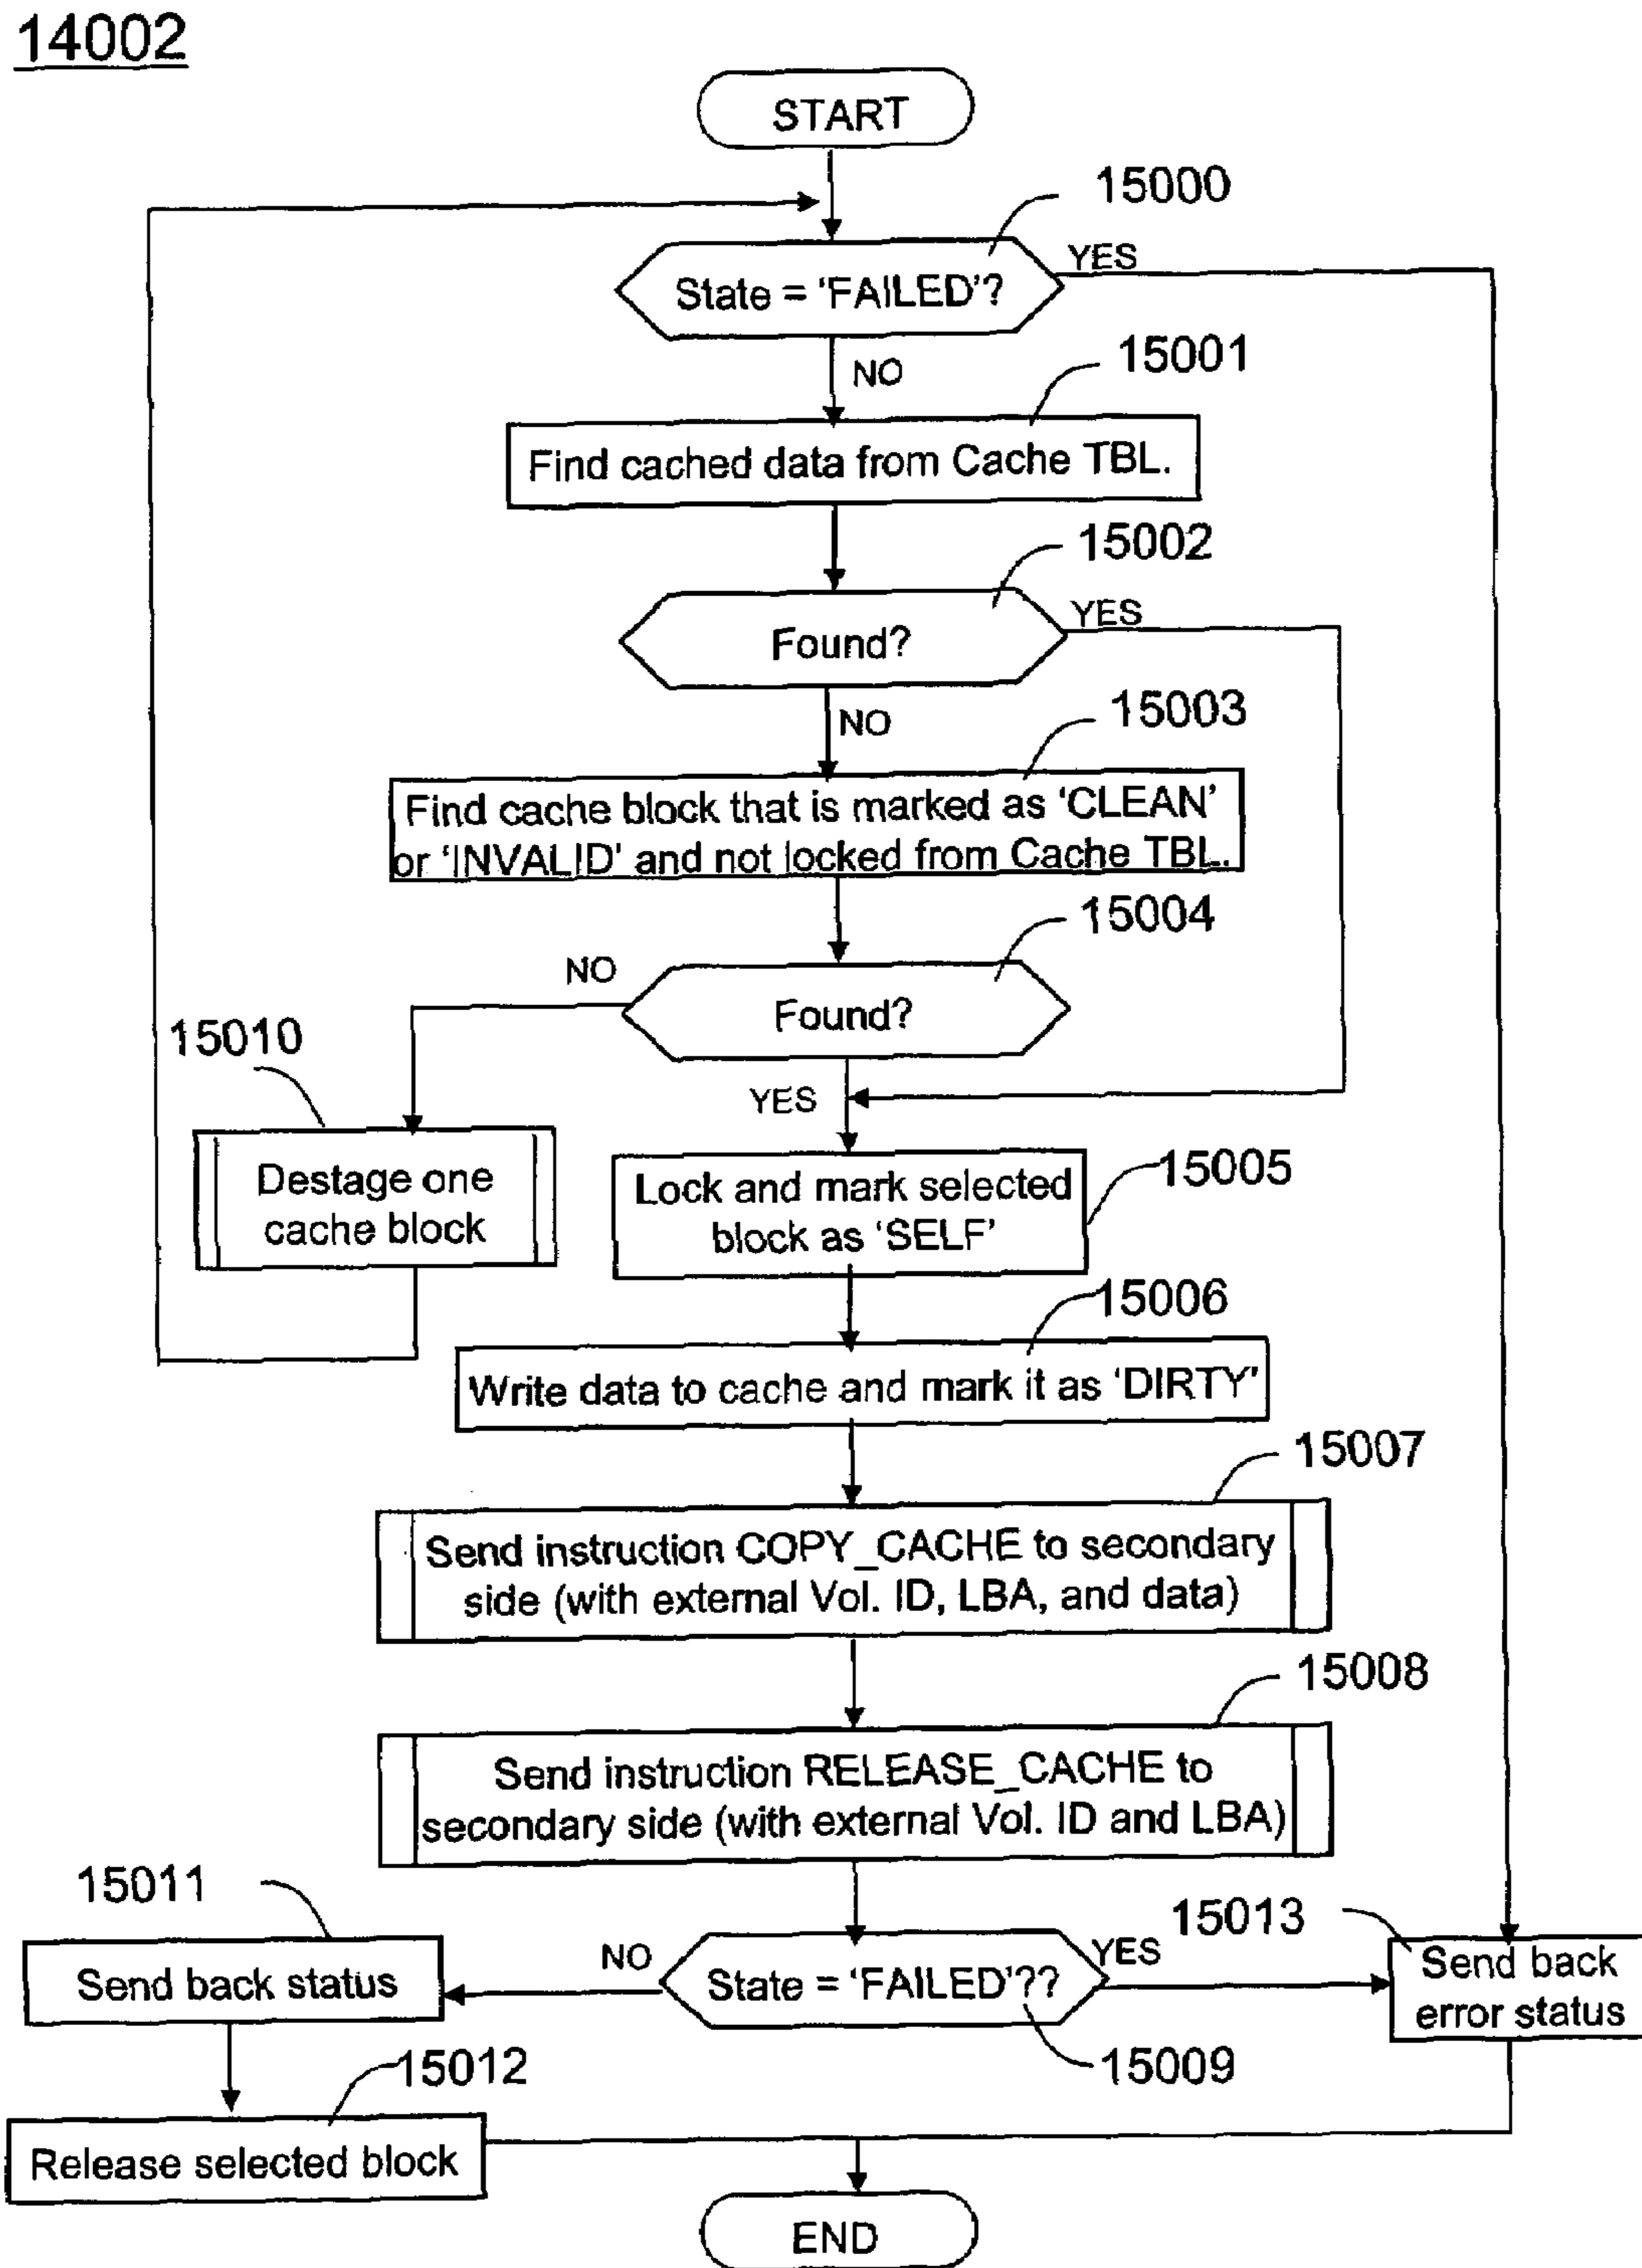 14002
START
15000
State = 'FAILED'?
YES
NO
15001
Find cached data from Cache TBL.
15002
Found?
YES
NO
15003
Find cache block that is marked as 'CLEAN'
or 'INVALID' and not locked from Cache TBL.
15004
NO
Found?
15010
YES
Destage one
cache block
Lock and mark selected
block as 'SELF'
15005
15006
Write data to cache and mark it as 'DIRTY'
15007
Send instruction COPY_CACHE to secondary
side (with external Vol. ID, LBA, and data)
15008
Send instruction RELEASE_CACHE to
secondary side (with external Vol. ID and LBA)
15011
15013
NO
YES
Send back status
State = 'FAILED'??
Send back
error status
15009
15012
Release selected block
END